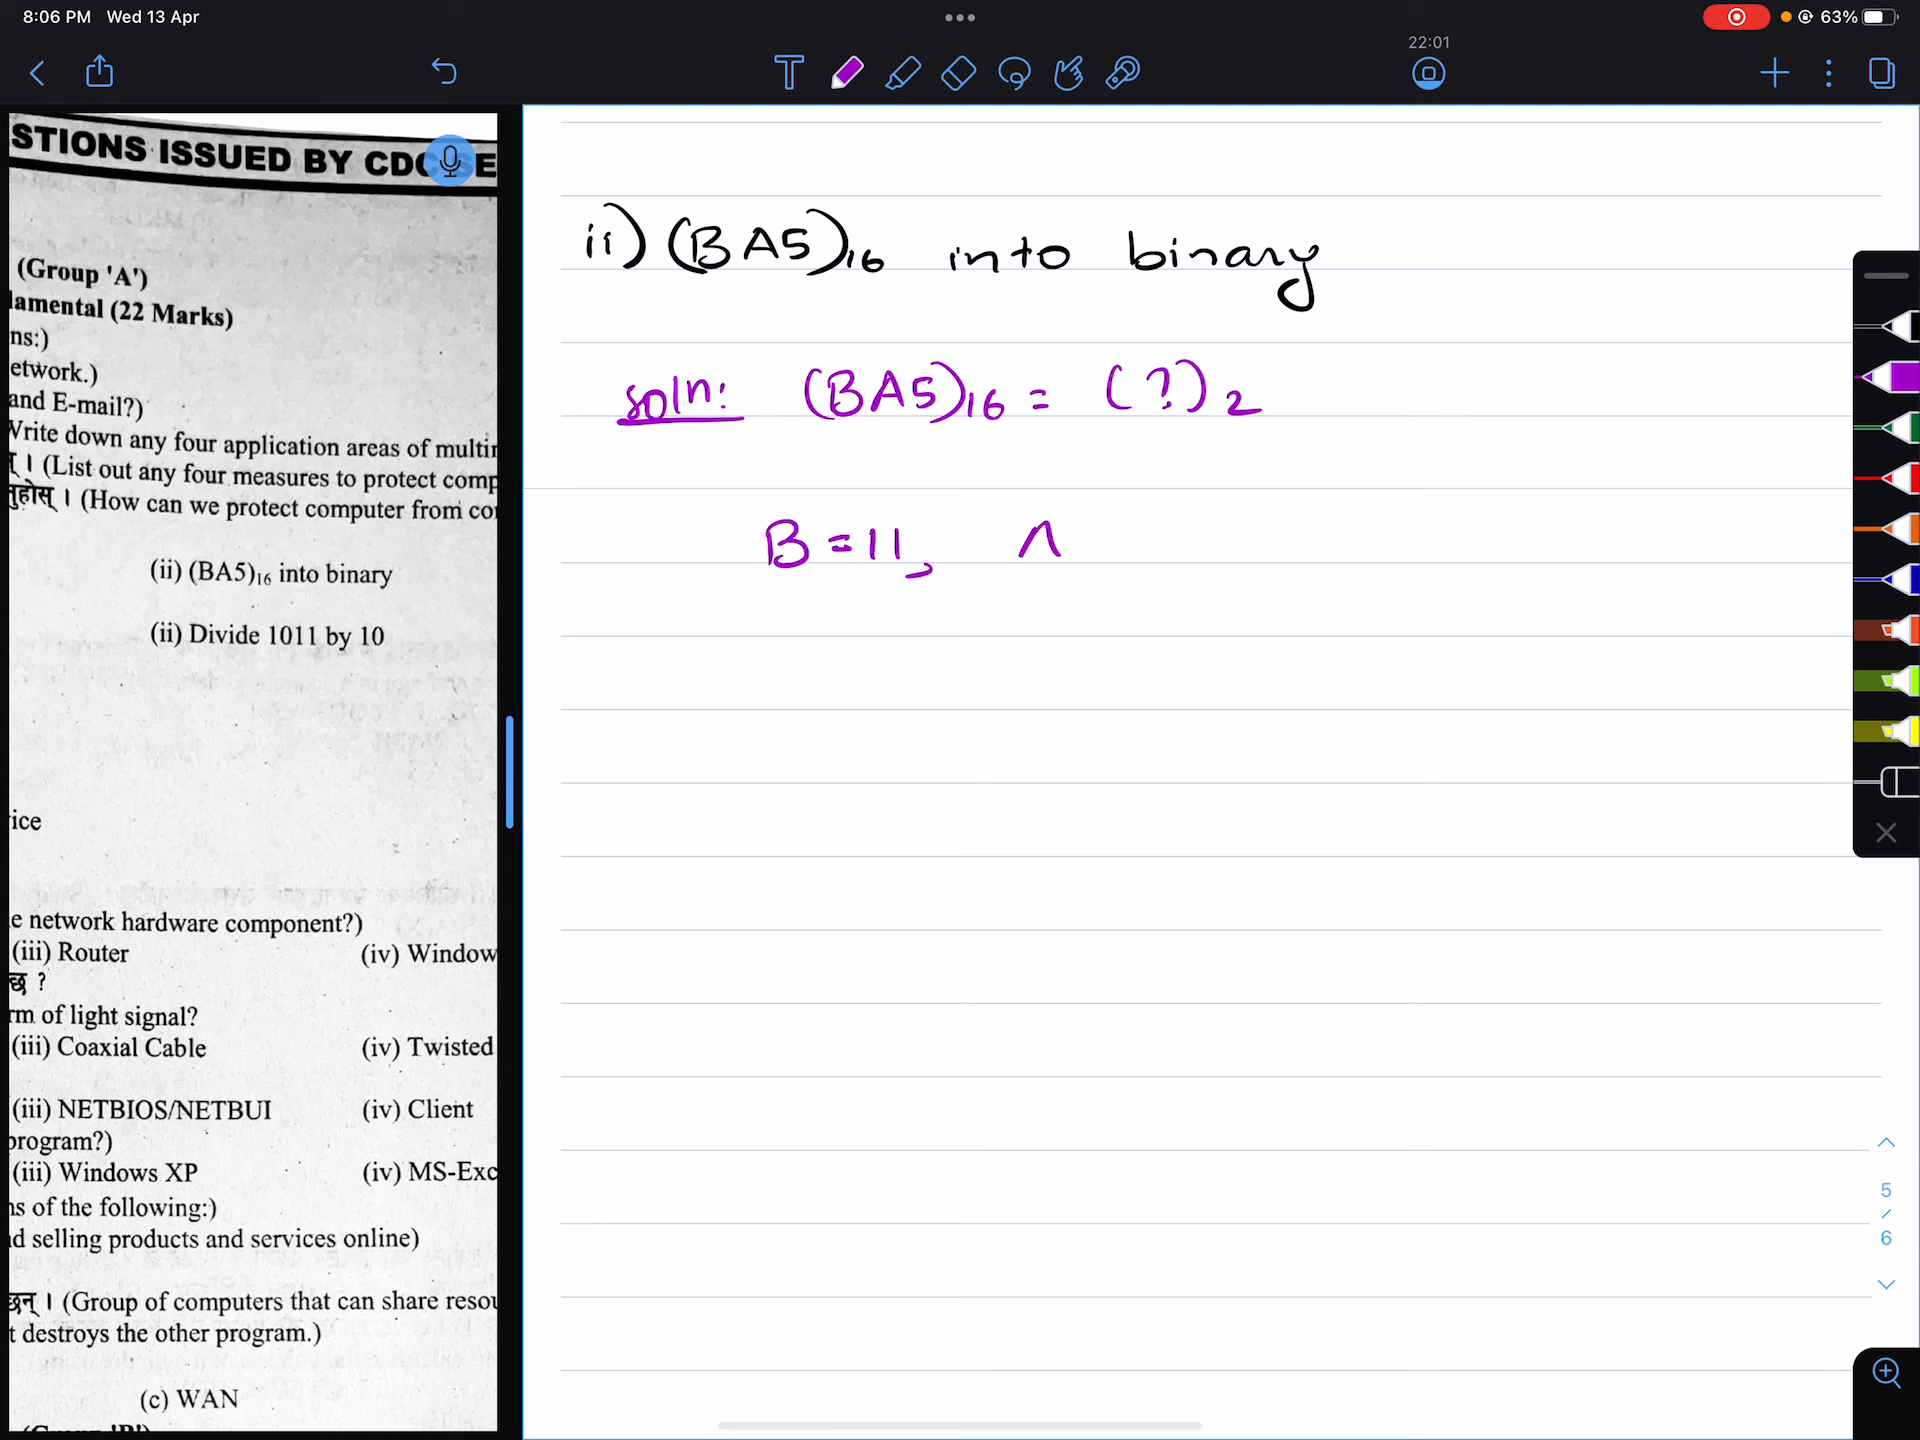 8:06 PM Wed 13 Apr
63%
22:01
STIONS ISSUED BY CDC
(Group 'A')
lamental (22 Marks)
ns:)
etwork.)
and E-mail?)
Write down any four application areas of multi
। (List out any four measures to protect comp
नुहोस् । (How can we protect computer from co
(ii) (BA5)₁₆ into binary
(ii) Divide 1011 by 10
ice
e network hardware component?)
(iii) Router (iv) Window
छ ?
rm of light signal?
(iii) Coaxial Cable (iv) Twisted
(iii) NETBIOS/NETBUI (iv) Client
program?)
(iii) Windows XP (iv) MS-Exc
ns of the following:)
d selling products and services online)
छन् । (Group of computers that can share resou
t destroys the other program.)
(c) WAN
ii) (BA5)₁₆ into binary
soln: (BA5)₁₆ = (?)₂
B = 11, Λ
5
/
6